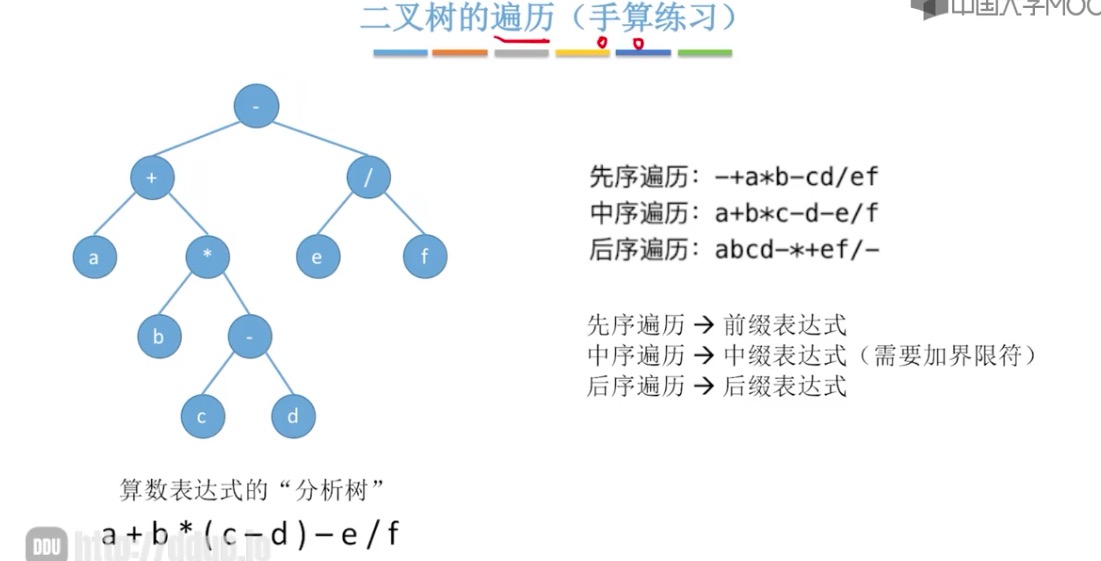 中国大学MOO
二叉树的遍历（手算练习）
-
+
/
a
*
e
f
b
-
c
d
先序遍历：-+a*b-cd/ef
中序遍历：a+b*c-d-e/f
后序遍历：abcd-*+ef/-
先序遍历 → 前缀表达式
中序遍历 → 中缀表达式（需要加界限符）
后序遍历 → 后缀表达式
算数表达式的“分析树”
a+b*(c-d)-e/f
DDU